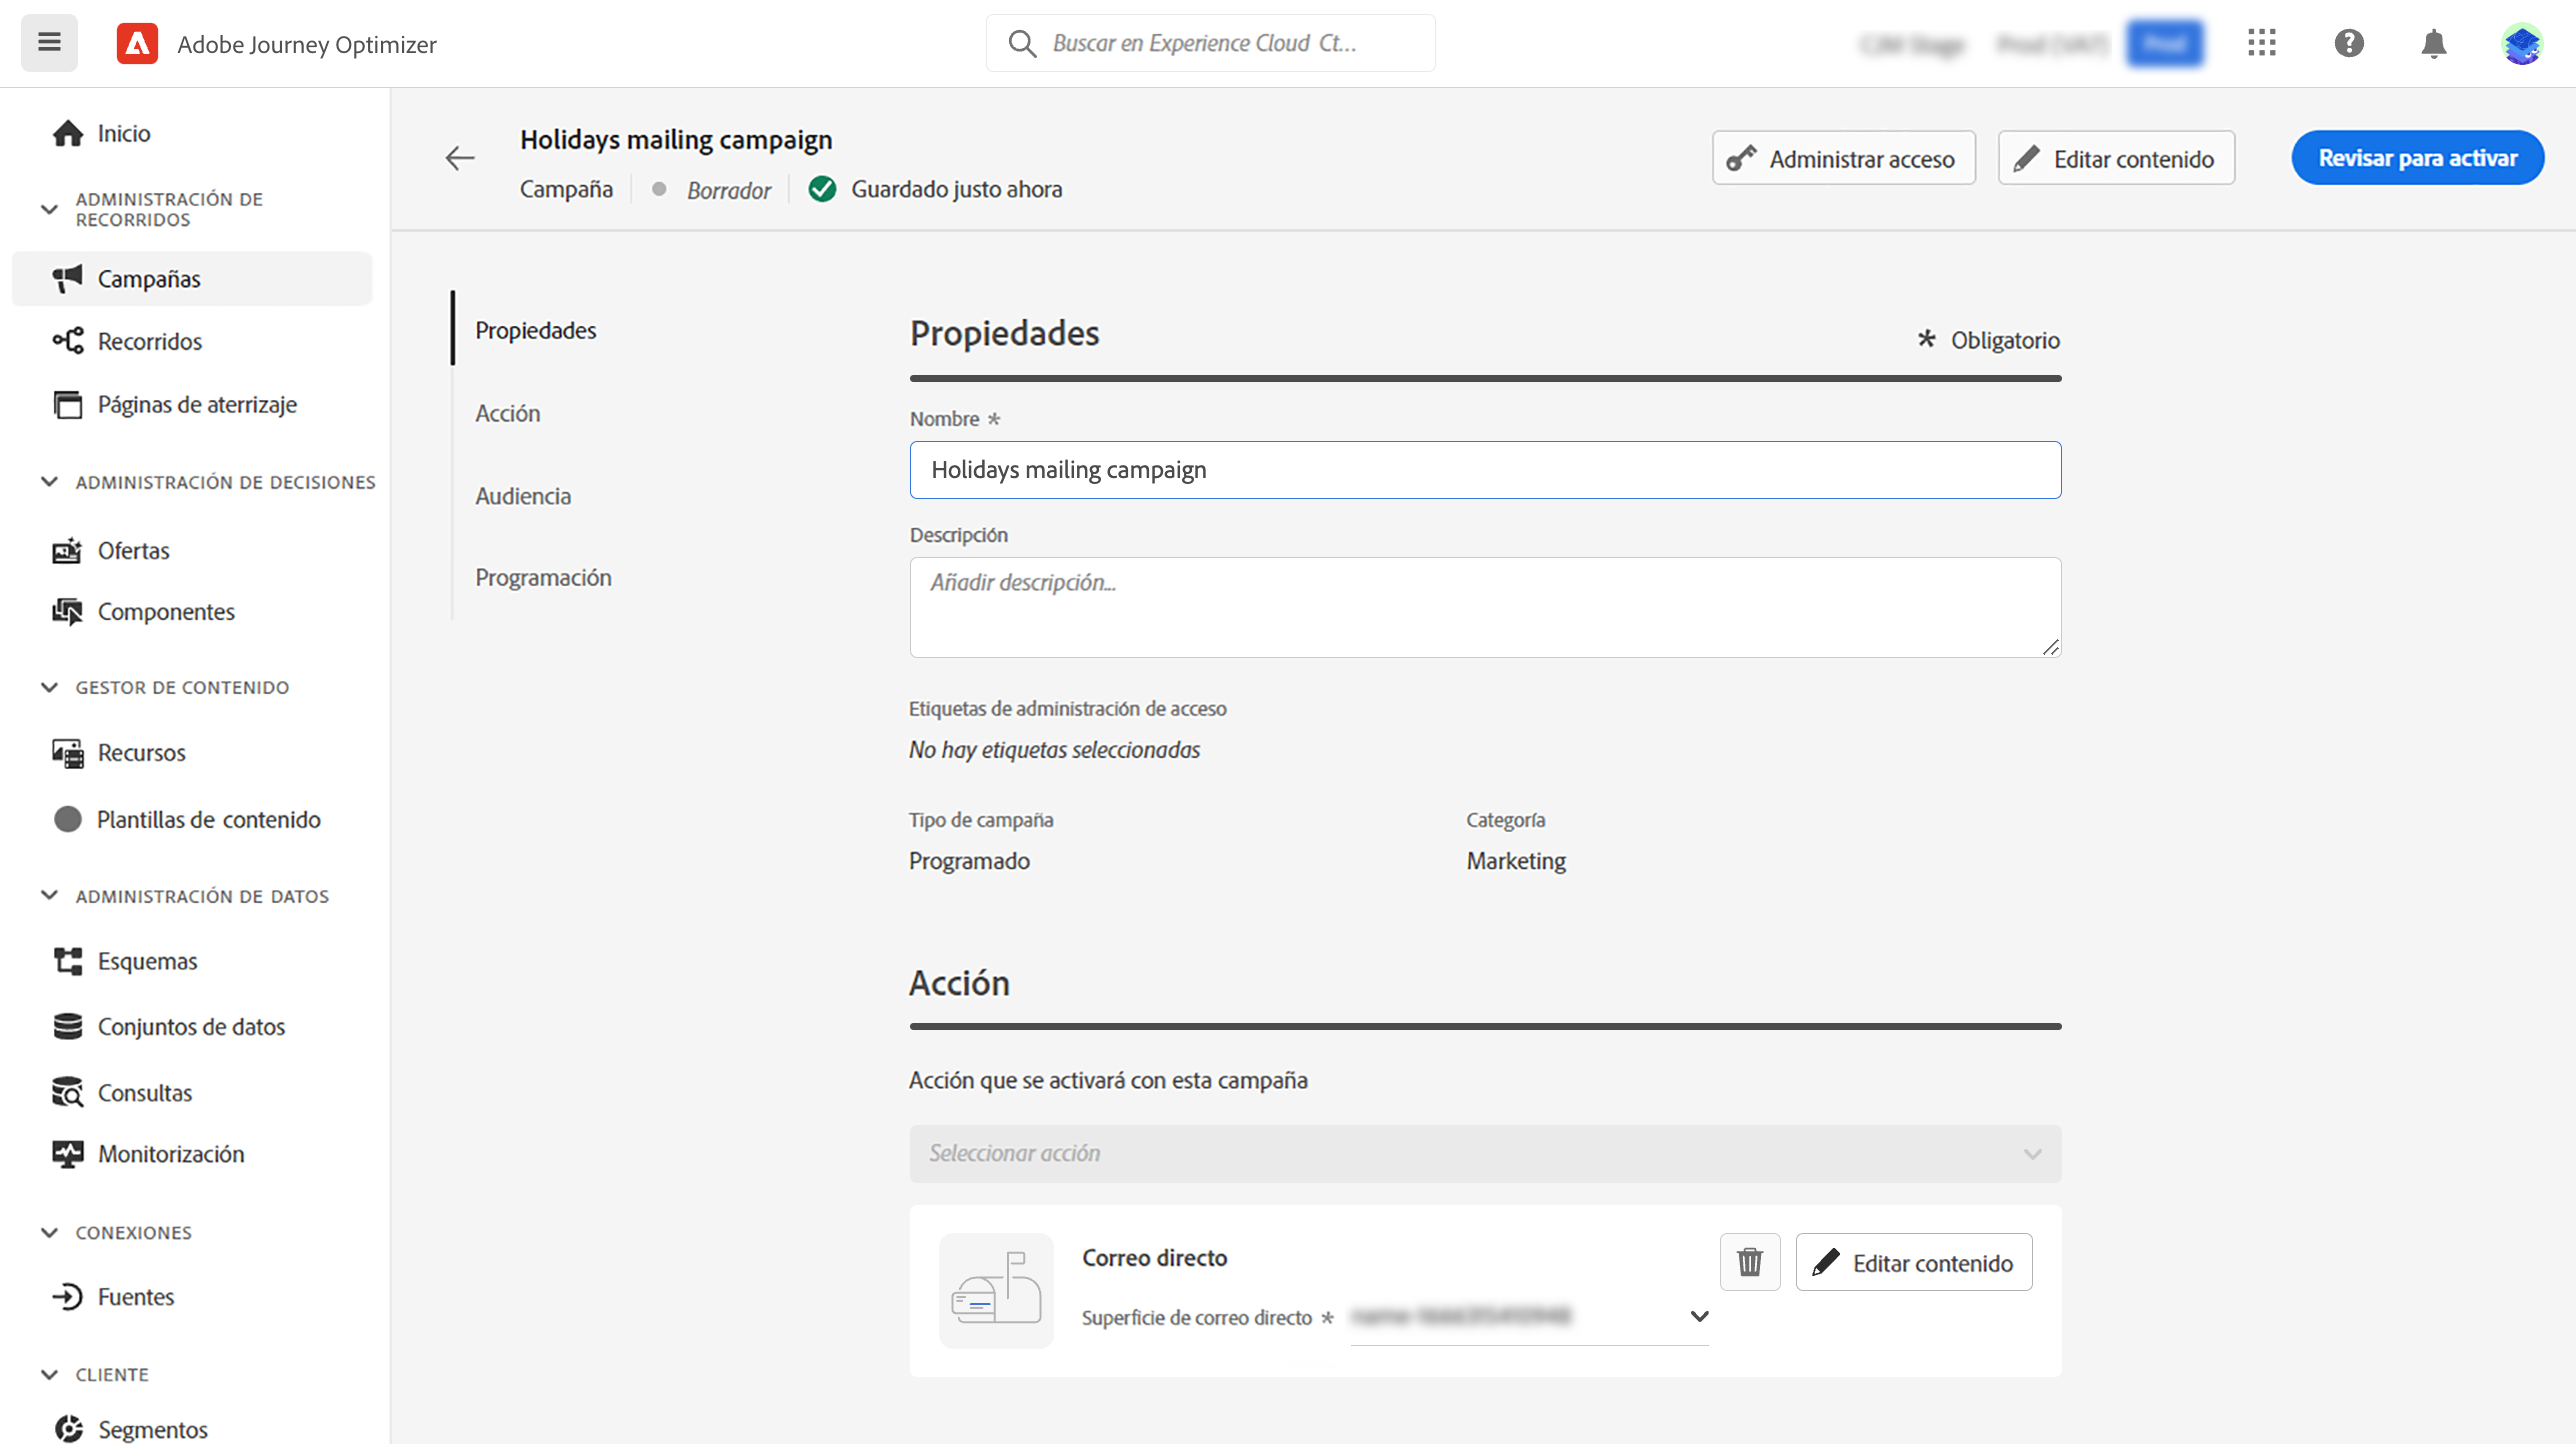 Adobe Journey Optimizer
Buscar en Experience Cloud Ct...
Inicio
ADMINISTRACIÓN DE
RECORRIDOS
Campañas
Recorridos
Páginas de aterrizaje
ADMINISTRACIÓN DE DECISIONES
Ofertas
Componentes
GESTOR DE CONTENIDO
Recursos
Plantillas de contenido
ADMINISTRACIÓN DE DATOS
Esquemas
Conjuntos de datos
Consultas
Monitorización
CONEXIONES
Fuentes
CLIENTE
Segmentos
Holidays mailing campaign
Campaña Borrador Guardado justo ahora
Administrar acceso
Editar contenido
Revisar para activar
Propiedades
Acción
Audiencia
Programación
Propiedades
* Obligatorio
Nombre *
Holidays mailing campaign
Descripción
Añadir descripción...
Etiquetas de administración de acceso
No hay etiquetas seleccionadas
Tipo de campaña
Programado
Categoría
Marketing
Acción
Acción que se activará con esta campaña
Seleccionar acción
Correo directo
Editar contenido
Superficie de correo directo *